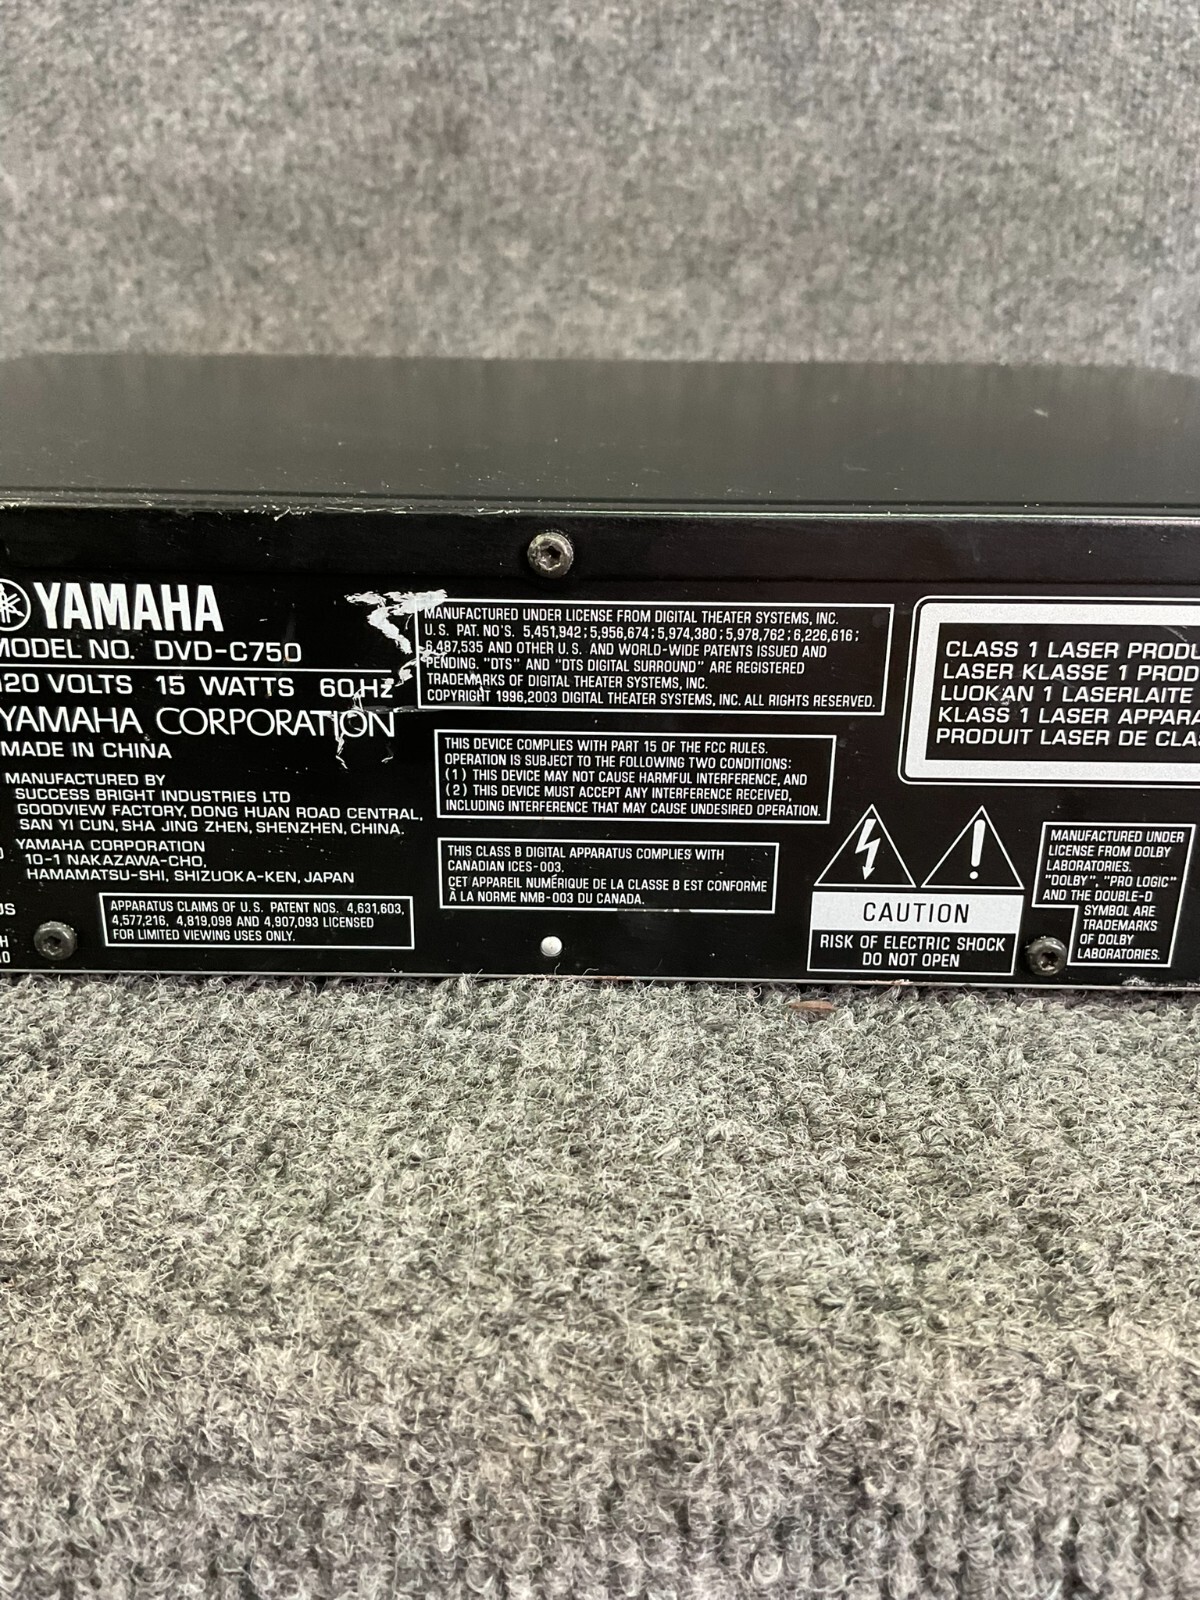 YAMAHA
MODEL NO. DVD-C750
120 VOLTS 15 WATTS 60Hz
YAMAHA CORPORATION
MADE IN CHINA
MANUFACTURED BY
SUCCESS BRIGHT INDUSTRIES LTD
GOODVIEW FACTORY, DONG HUAN ROAD CENTRAL,
SAN YI CUN, SHA JING ZHEN, SHENZHEN, CHINA.
YAMAHA CORPORATION
10-1 NAKAZAWA-CHO,
HAMAMATSU-SHI, SHIZUOKA-KEN, JAPAN
APPARATUS CLAIMS OF U.S. PATENT NOS. 4,631,603,
4,577,216, 4,819,098 AND 4,907,093 LICENSED
FOR LIMITED VIEWING USES ONLY.
MANUFACTURED UNDER LICENSE FROM DIGITAL THEATER SYSTEMS, INC.
U.S. PAT. NO'S. 5,451,942; 5,956,674; 5,974,380; 5,978,762; 6,226,616;
6,487,535 AND OTHER U.S. AND WORLD-WIDE PATENTS ISSUED AND
PENDING. "DTS" AND "DTS DIGITAL SURROUND" ARE REGISTERED
TRADEMARKS OF DIGITAL THEATER SYSTEMS, INC.
COPYRIGHT 1996,2003 DIGITAL THEATER SYSTEMS, INC. ALL RIGHTS RESERVED.
THIS DEVICE COMPLIES WITH PART 15 OF THE FCC RULES.
OPERATION IS SUBJECT TO THE FOLLOWING TWO CONDITIONS:
(1) THIS DEVICE MAY NOT CAUSE HARMFUL INTERFERENCE, AND
(2) THIS DEVICE MUST ACCEPT ANY INTERFERENCE RECEIVED,
INCLUDING INTERFERENCE THAT MAY CAUSE UNDESIRED OPERATION.
THIS CLASS B DIGITAL APPARATUS COMPLIES WITH
CANADIAN ICES-003.
CET APPAREIL NUMÉRIQUE DE LA CLASSE B EST CONFORME
À LA NORME NMB-003 DU CANADA.
CLASS 1 LASER PRODU
LASER KLASSE 1 PROD
LUOKAN 1 LASERLAITE
KLASS 1 LASER APPARA
PRODUIT LASER DE CLAS
CAUTION
RISK OF ELECTRIC SHOCK
DO NOT OPEN
MANUFACTURED UNDER
LICENSE FROM DOLBY
LABORATORIES.
"DOLBY", "PRO LOGIC"
AND THE DOUBLE-D
SYMBOL ARE
TRADEMARKS
OF DOLBY
LABORATORIES.